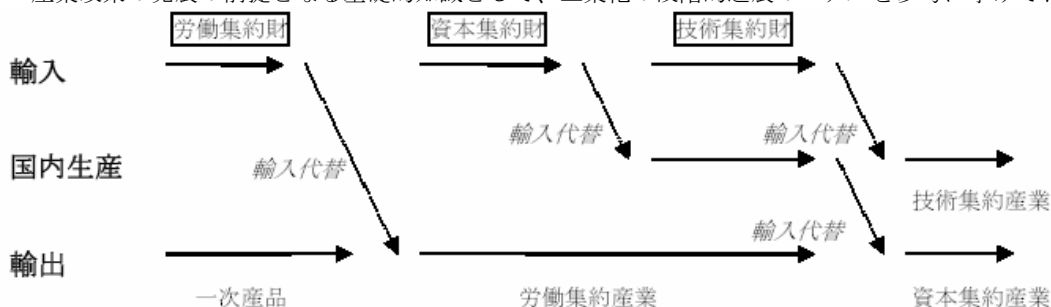 労働集約財 資本集約財 技術集約財
輸入
輸入代替 輸入代替
国内生産 輸入代替
技術集約産業
輸入代替
輸出
一次産品 労働集約産業 資本集約産業